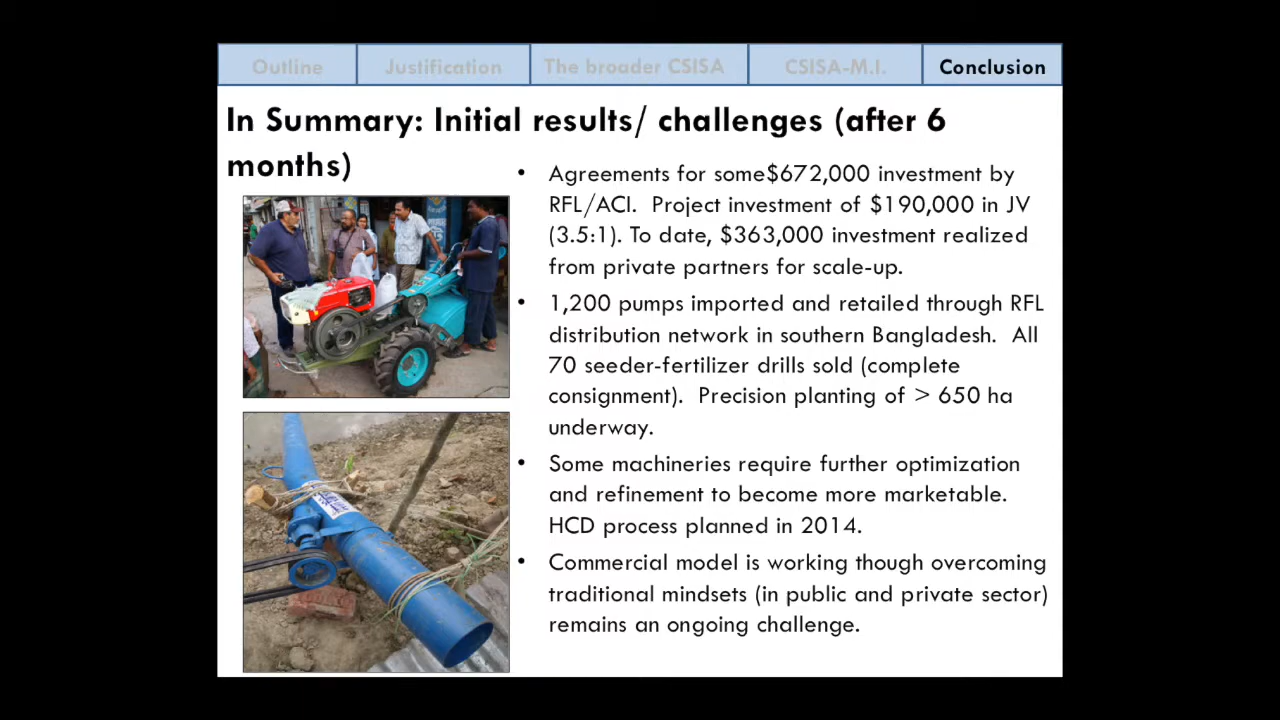 Outline Justification The broader CSISA CSISA-M.I. Conclusion
In Summary: Initial results/ challenges (after 6
months)
• Agreements for some$672,000 investment by
RFL/ACI. Project investment of $190,000 in JV
(3.5:1). To date, $363,000 investment realized
from private partners for scale-up.
• 1,200 pumps imported and retailed through RFL
distribution network in southern Bangladesh. All
70 seeder-fertilizer drills sold (complete
consignment). Precision planting of > 650 ha
underway.
• Some machineries require further optimization
and refinement to become more marketable.
HCD process planned in 2014.
• Commercial model is working though overcoming
traditional mindsets (in public and private sector)
remains an ongoing challenge.